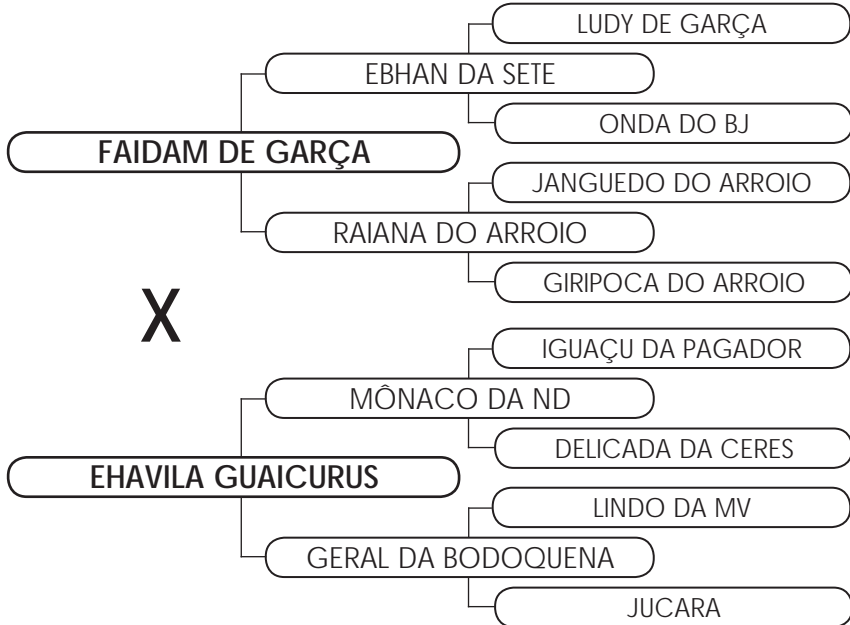 LUDY DE GARÇA
EBHAN DA SETE
ONDA DO BJ
FAIDAM DE GARÇA
JANGUEDO DO ARROIO
RAIANA DO ARROIO
GIRIPOCA DO ARROIO
X
IGUAÇU DA PAGADOR
MÔNACO DA ND
DELICADA DA CERES
EHAVILA GUAICURUS
LINDO DA MV
GERAL DA BODOQUENA
JUCARA